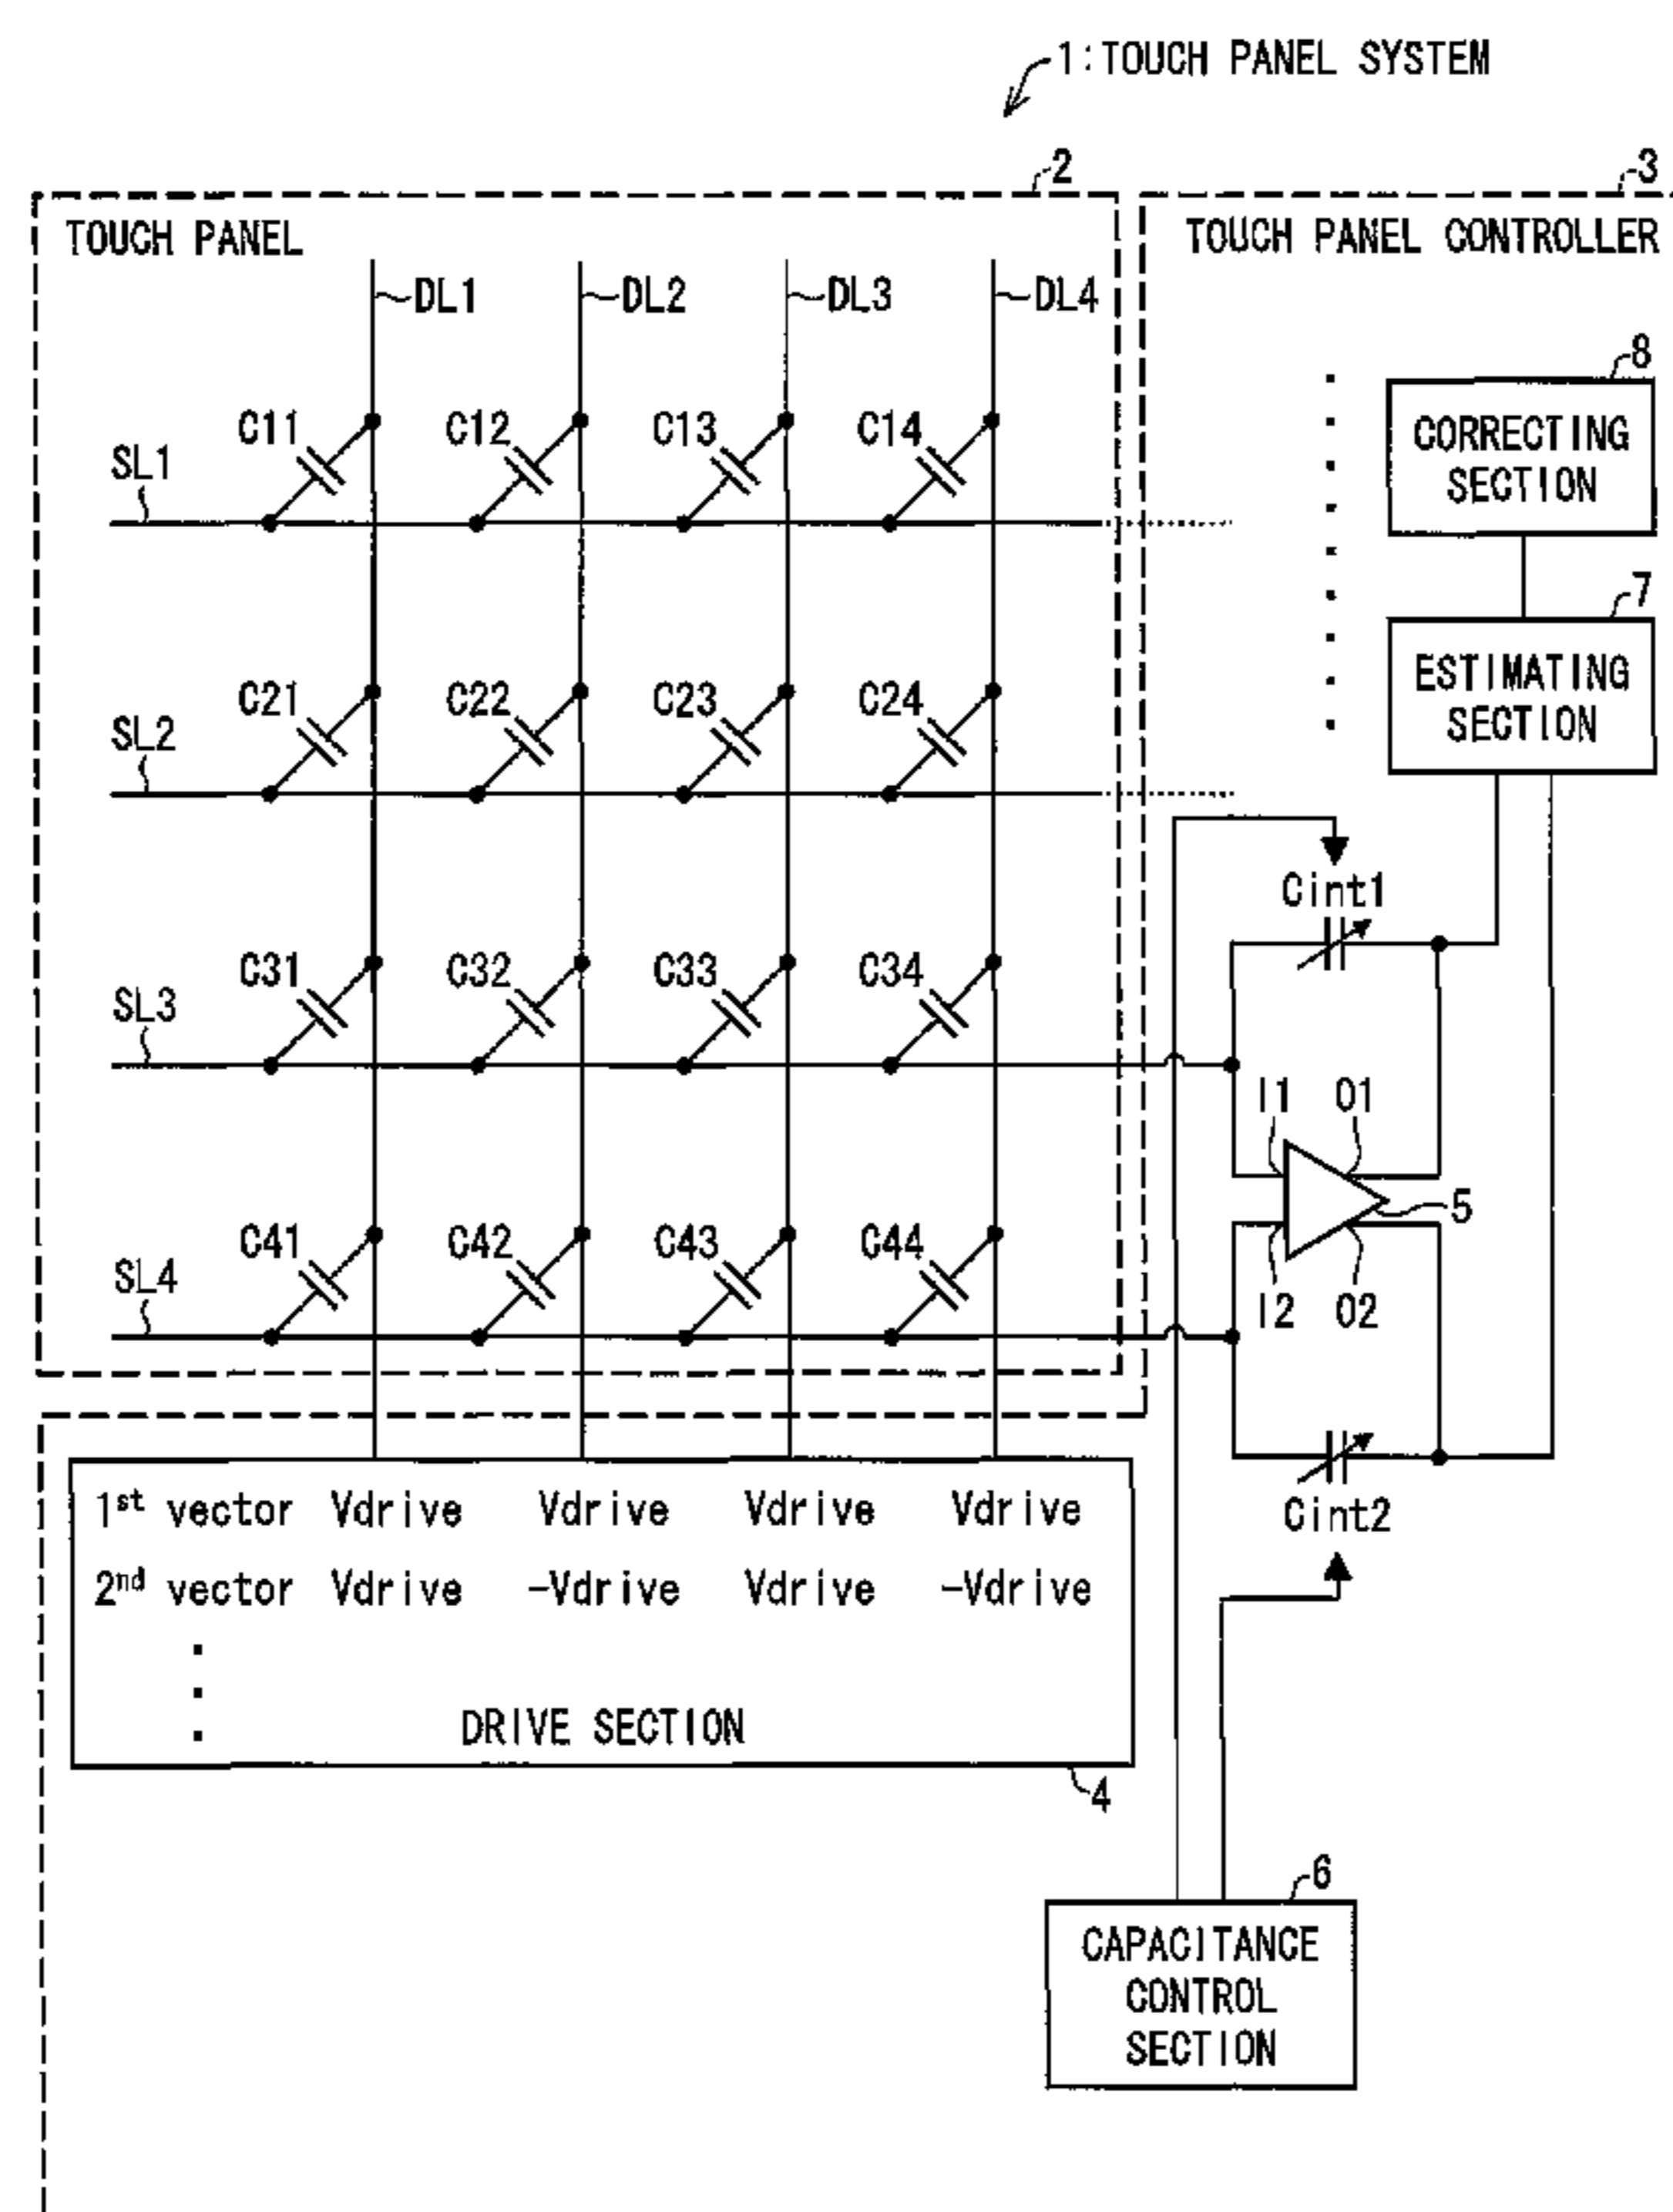 1:TOUCH PANEL SYSTEM
2
3
TOUCH PANEL
TOUCH PANEL CONTROLLER
DL1
DL2
DL3
DL4
8
CORRECTING
SECTION
C11
C12
C13
C14
SL1
7
ESTIMATING
SECTION
C21
C22
C23
C24
SL2
Cint1
C31
C32
C33
C34
SL3
I1
O1
5
C41
C42
C43
C44
SL4
I2
O2
1st vector Vdrive Vdrive Vdrive Vdrive
Cint2
2nd vector Vdrive -Vdrive Vdrive -Vdrive
DRIVE SECTION
4
6
CAPACITANCE
CONTROL
SECTION